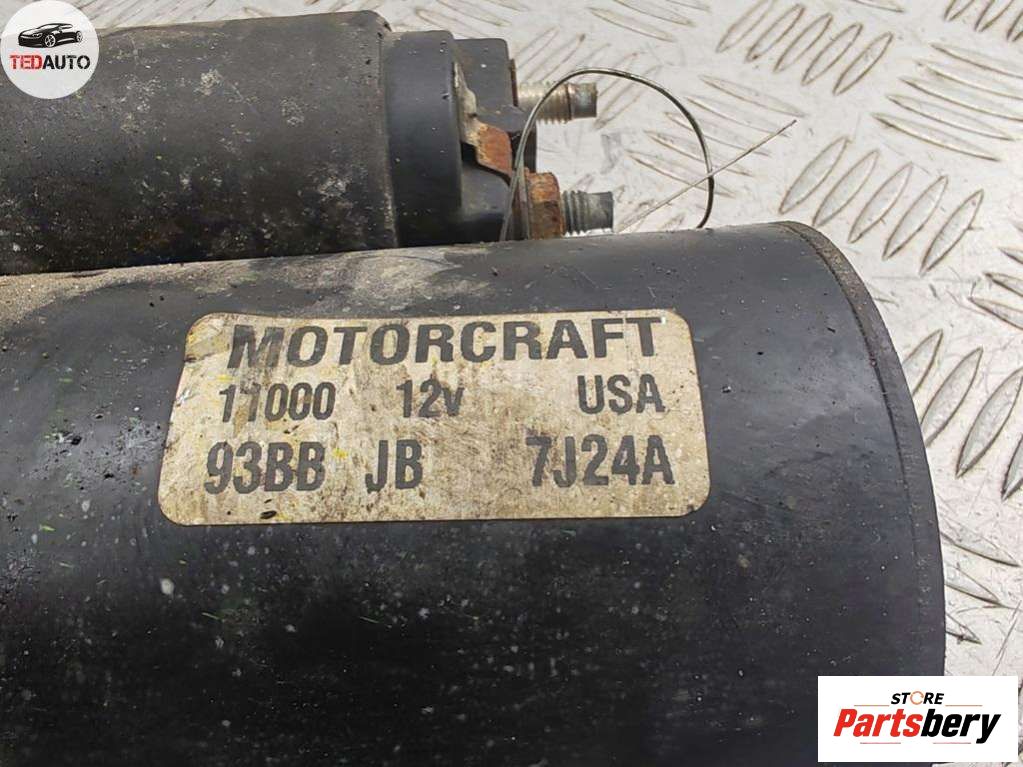 TEDAUTO
MOTORCRAFT
11000 12V USA
93BB JB 7J24A
STORE
Partsbery